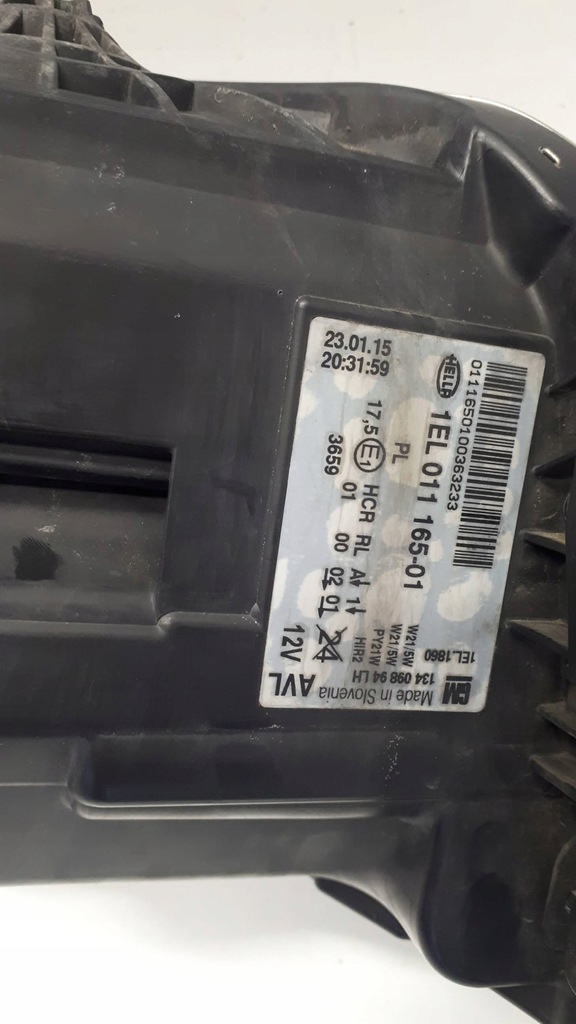 0111650100363233
HELLA
1EL 011 165-01
PL
17,5 E1 HCR RL A 1
3659 01 00 02 01
23.01.15
20:31:59
GM
134 098 94 LH
1EL.1860
Made in Slovenia
AVL
W21/5W
W21/5W
PY21W
HIR2
24
12V